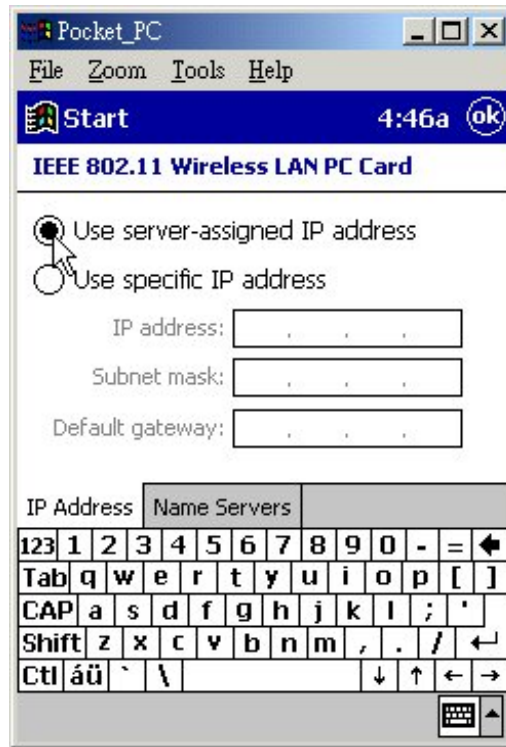 Pocket_PC
File Zoom Tools Help
Start 4:46a ok
IEEE 802.11 Wireless LAN PC Card
Use server-assigned IP address
Use specific IP address
IP address: . . .
Subnet mask: . . .
Default gateway: . . .
IP Address Name Servers
123 1 2 3 4 5 6 7 8 9 0 - =
Tab q w e r t y u i o p [ ]
CAP a s d f g h j k l ; '
Shift z x c v b n m , . /
Ctl áü ` \ ↓ ↑ ← →